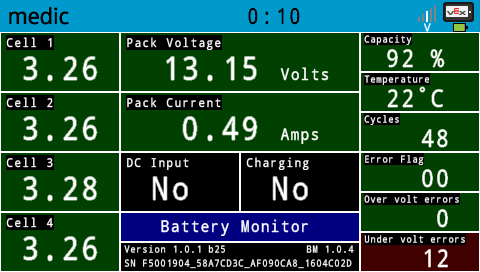 medic 0:10 VEX V
Cell 1 Pack Voltage Capacity
3.26 13.15 Volts 92 %
Temperature
22°C
Cell 2 Pack Current Cycles
3.26 0.49 Amps 48
Cell 3 DC Input Charging Error Flag
3.28 No No 00
Over volt errors
0
Cell 4 Battery Monitor Under volt errors
3.26 Version 1.0.1 b25 BM 1.0.4 12
SN F5001904_58A7CD3C_AF090CA8_1604C02D